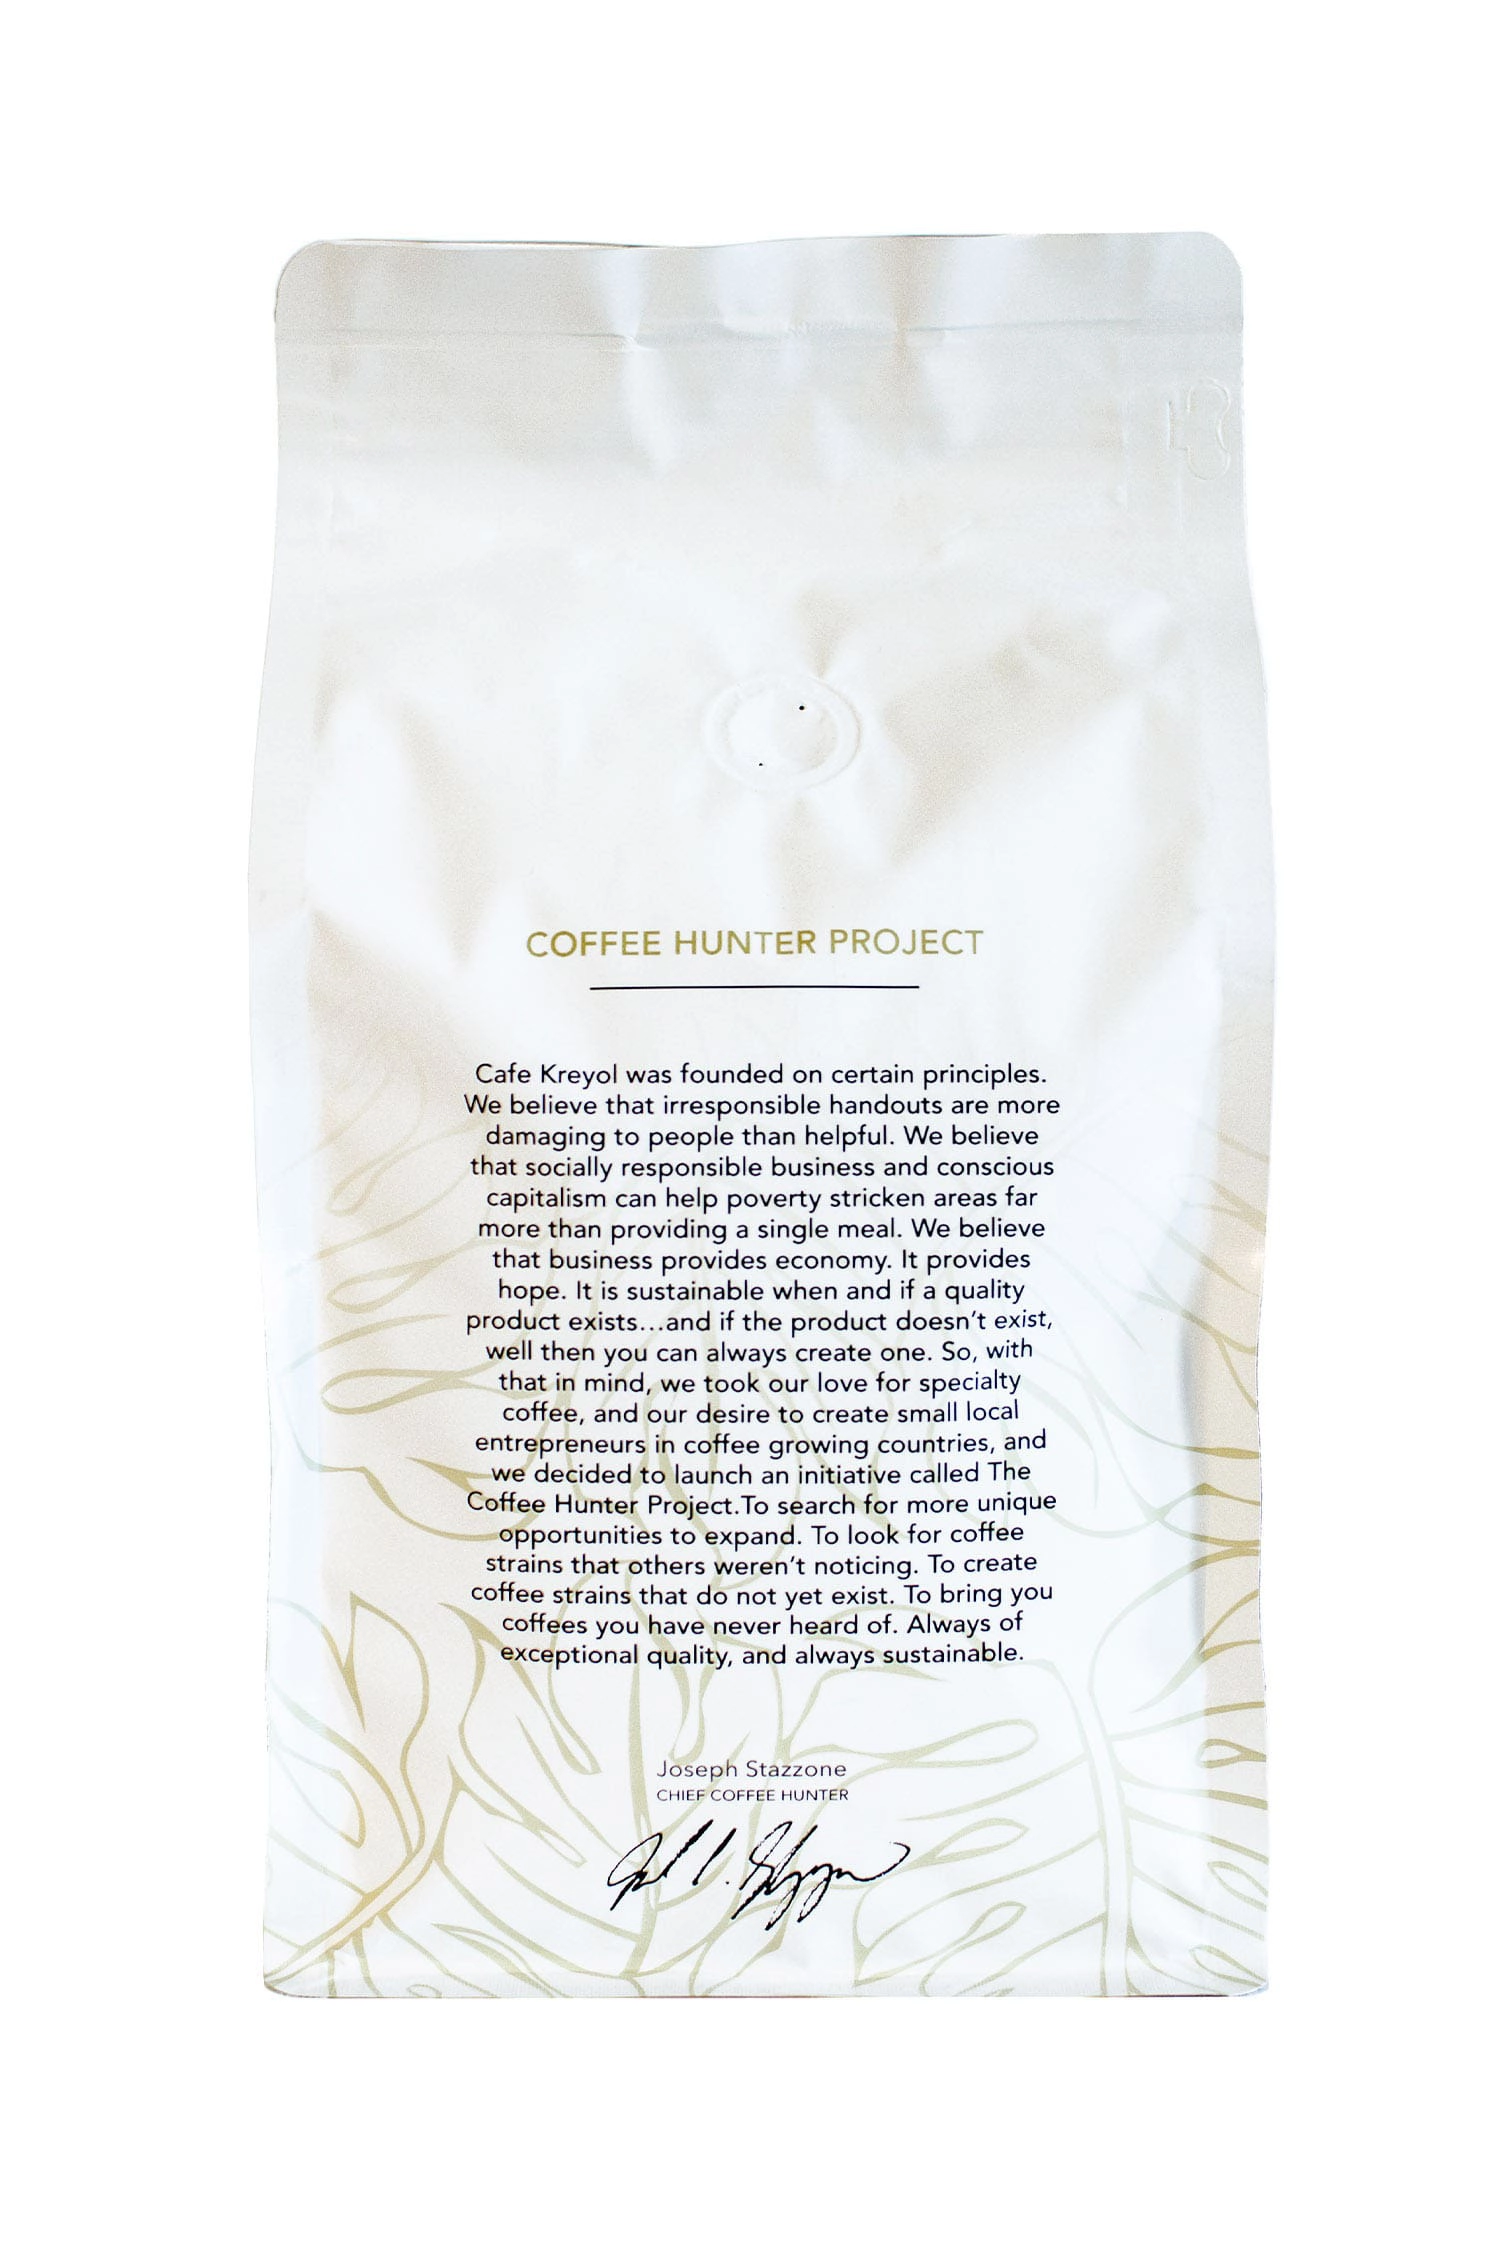 COFFEE HUNTER PROJECT
Cafe Kreyol was founded on certain principles.
We believe that irresponsible handouts are more
damaging to people than helpful. We believe
that socially responsible business and conscious
capitalism can help poverty stricken areas far
more than providing a single meal. We believe
that business provides economy. It provides
hope. It is sustainable when and if a quality
product exists...and if the product doesn't exist,
well then you can always create one. So, with
that in mind, we took our love for specialty
coffee, and our desire to create small local
entrepreneurs in coffee growing countries, and
we decided to launch an initiative called The
Coffee Hunter Project.To search for more unique
opportunities to expand. To look for coffee
strains that others weren't noticing. To create
coffee strains that do not yet exist. To bring you
coffees you have never heard of. Always of
exceptional quality, and always sustainable.
Joseph Stazzone
CHIEF COFFEE HUNTER